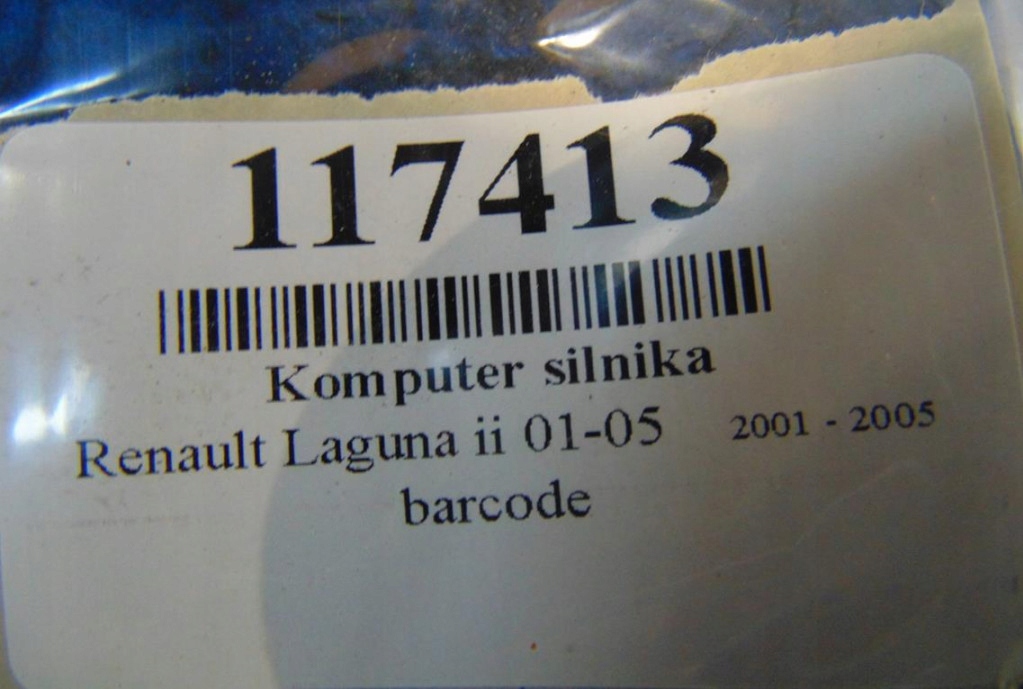 117413
Komputer silnika
Renault Laguna ii 01-05 2001 - 2005
barcode